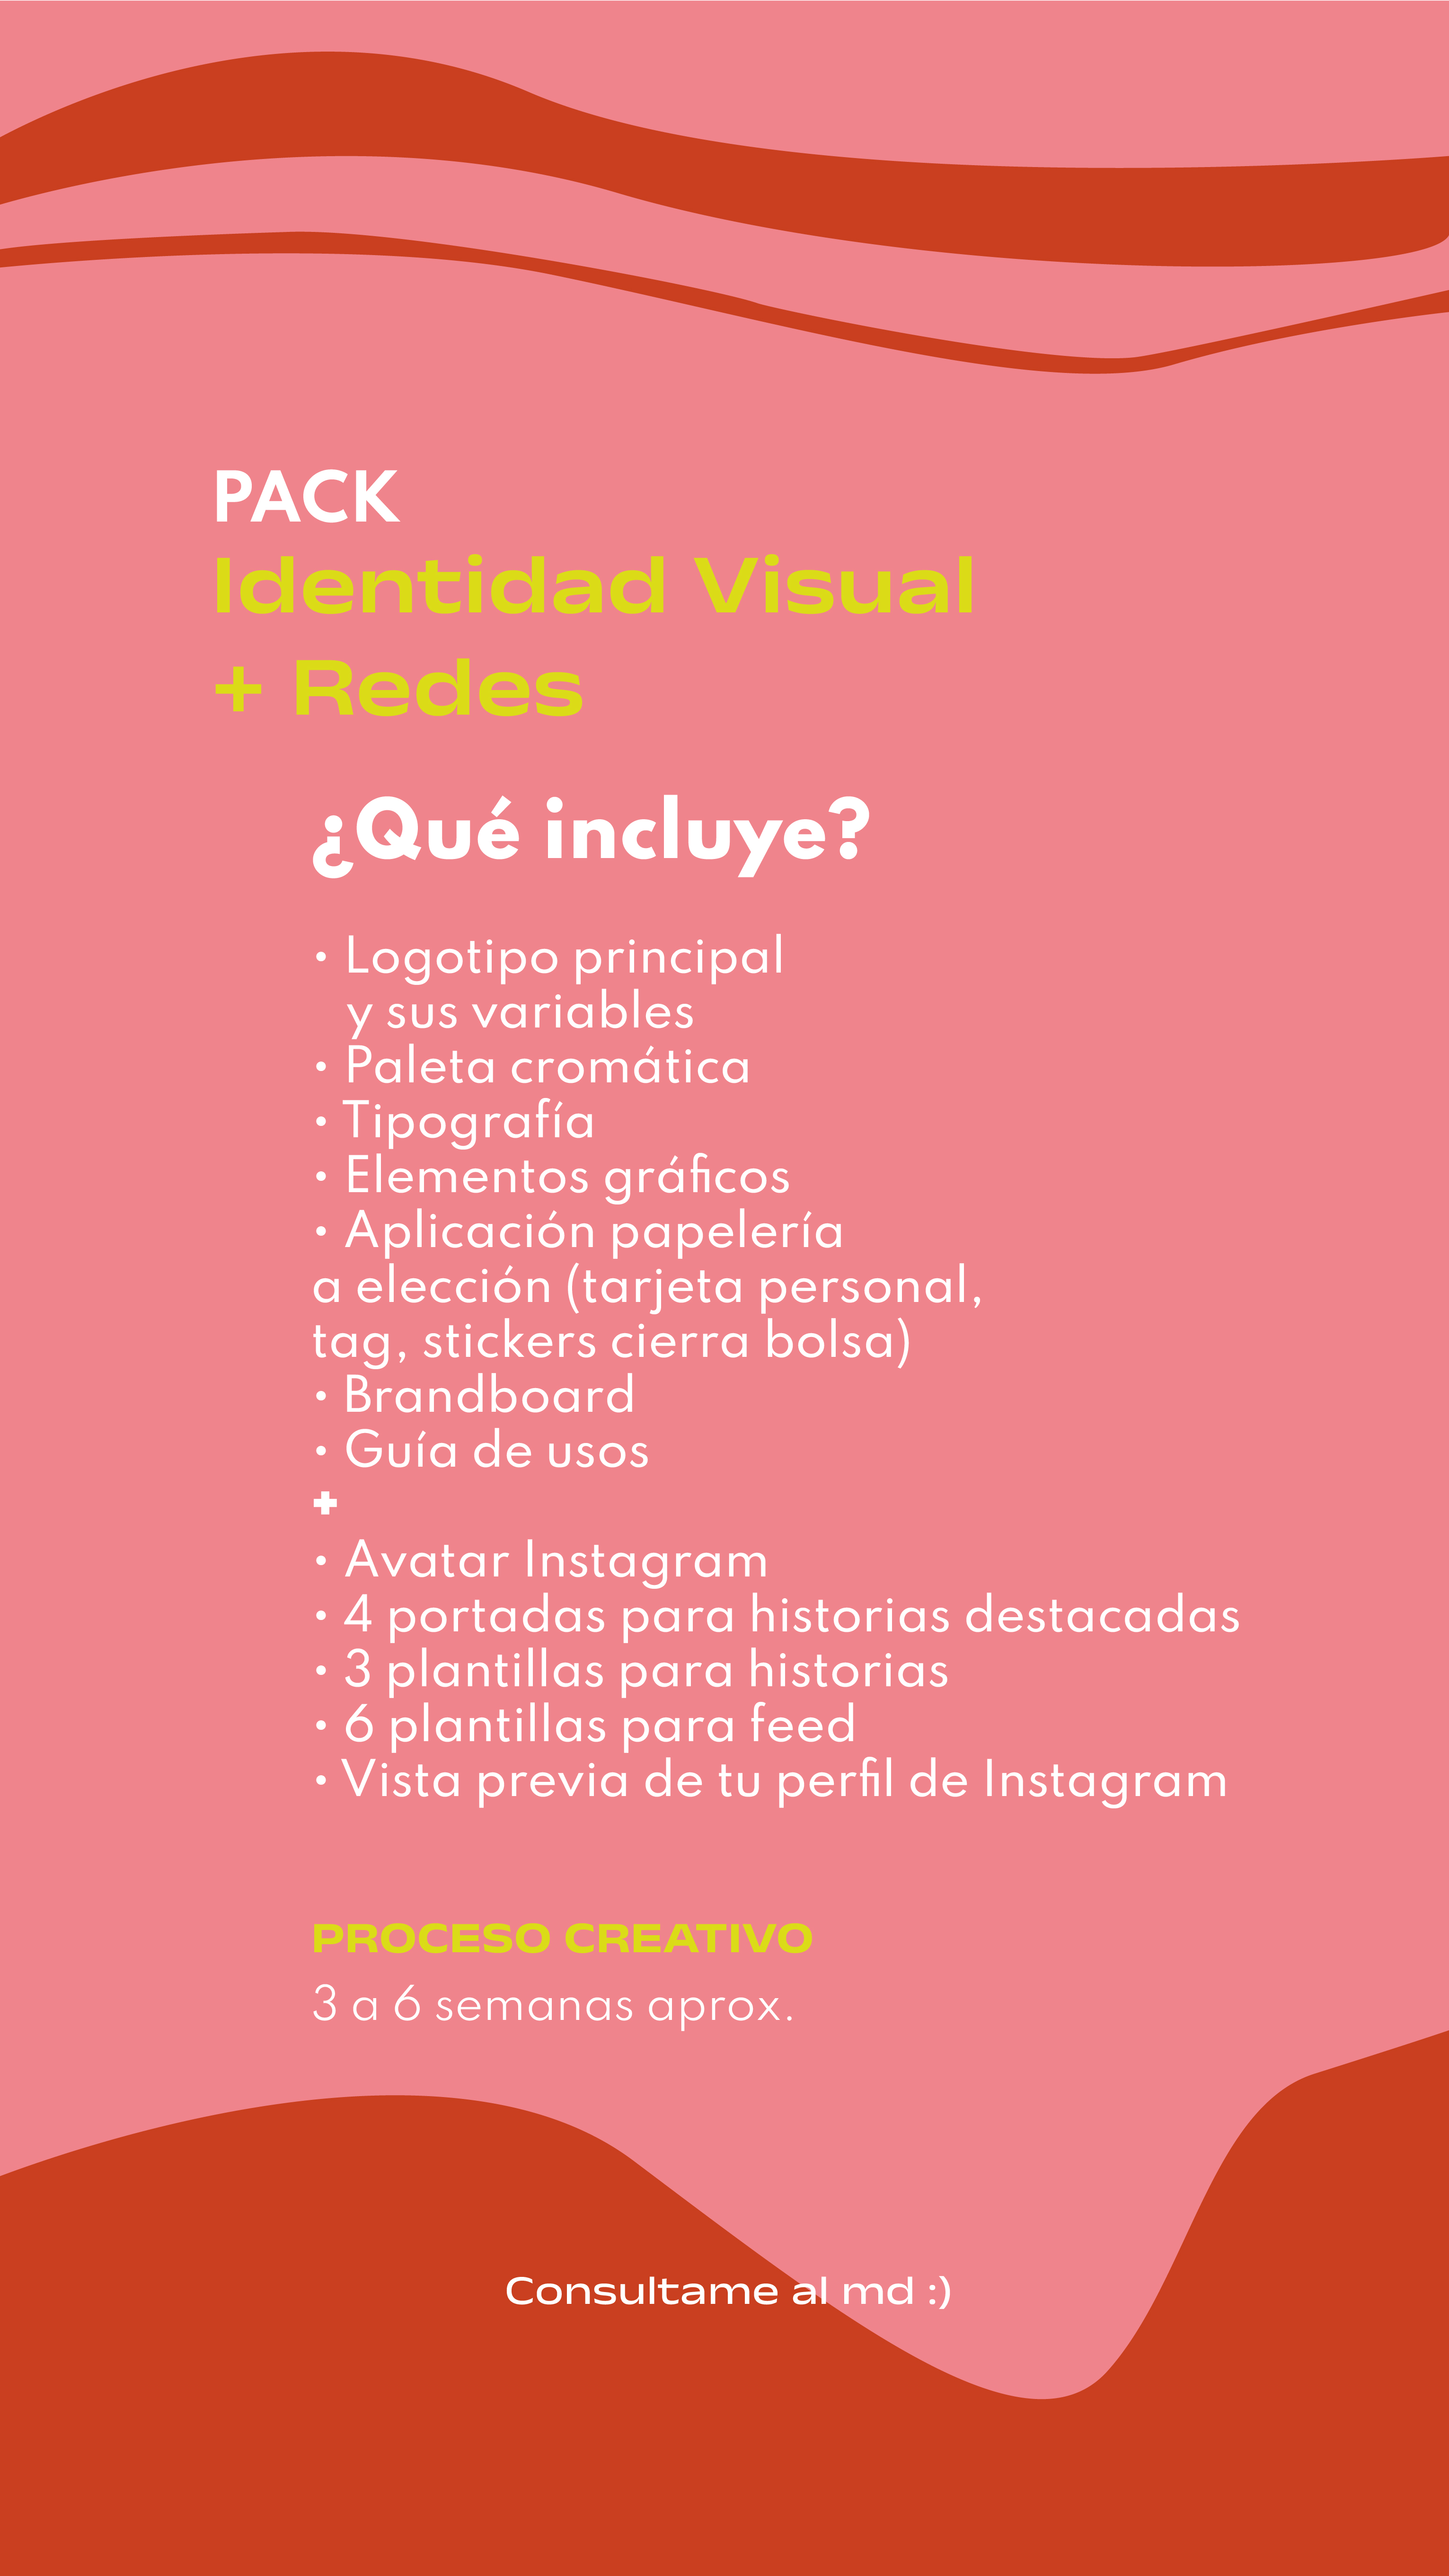 PACK
Identidad Visual
+ Redes
¿Qué incluye?
• Logotipo principal
y sus variables
• Paleta cromática
• Tipografía
• Elementos gráficos
• Aplicación papelería
a elección (tarjeta personal,
tag, stickers cierra bolsa)
• Brandboard
• Guía de usos
+
• Avatar Instagram
• 4 portadas para historias destacadas
• 3 plantillas para historias
• 6 plantillas para feed
• Vista previa de tu perfil de Instagram
PROCESO CREATIVO
3 a 6 semanas aprox.
Consultame al md :)